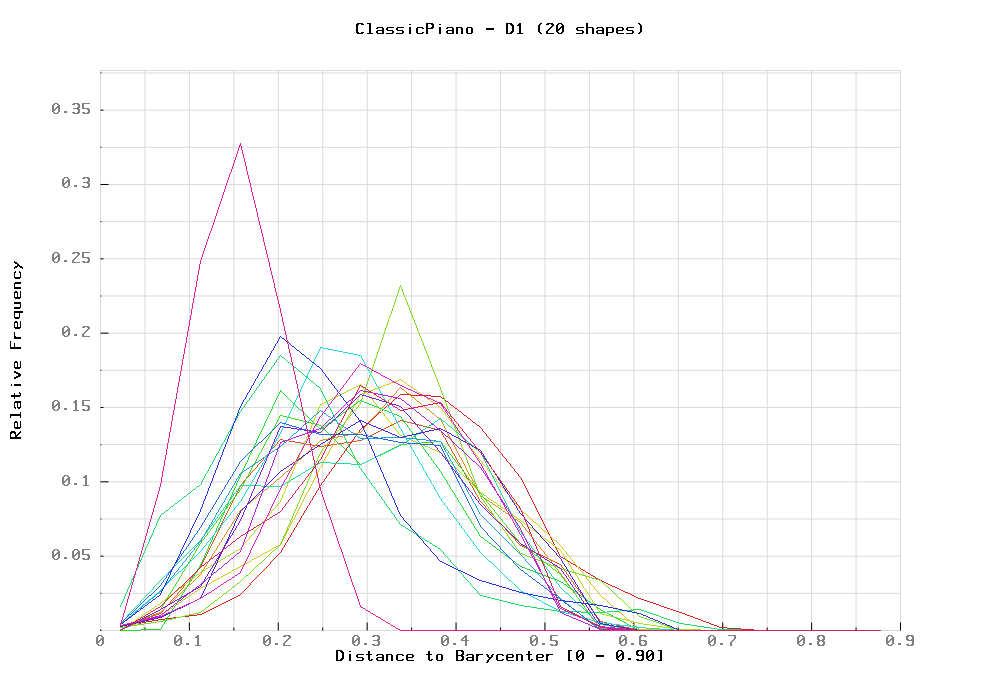 ClassicPiano - D1 (20 shapes)
0.35
0.3
0.25
0.2
0.15
0.1
0.05
Relative Frequency
0 0.1 0.2 0.3 0.4 0.5 0.6 0.7 0.8 0.9
Distance to Barycenter [0 - 0.90]